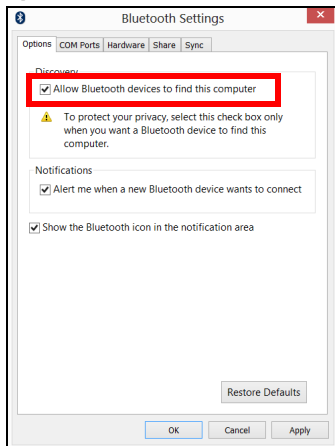 Bluetooth Settings
Options COM Ports Hardware Share Sync
Discovery
Allow Bluetooth devices to find this computer
To protect your privacy, select this check box only
when you want a Bluetooth device to find this
computer.
Notifications
Alert me when a new Bluetooth device wants to connect
Show the Bluetooth icon in the notification area
Restore Defaults
OK Cancel Apply